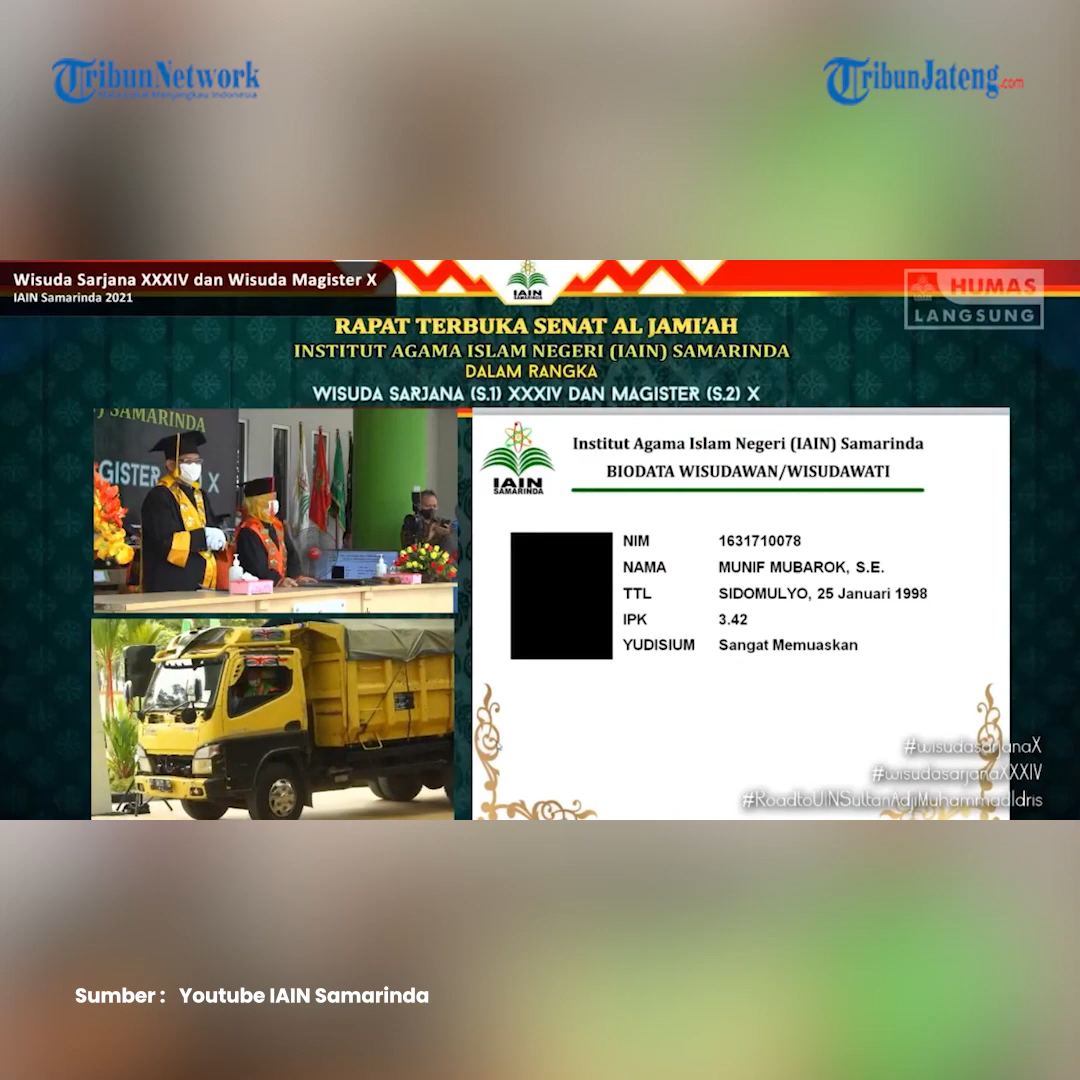 TribunNetwork
TribunJateng.com
Wisuda Sarjana XXXIV dan Wisuda Magister X
IAIN Samarinda 2021
IAIN
SAMARINDA
HUMAS
LANGSUNG
RAPAT TERBUKA SENAT AL JAMI'AH
INSTITUT AGAMA ISLAM NEGERI (IAIN) SAMARINDA
DALAM RANGKA
WISUDA SARJANA (S.1) XXXIV DAN MAGISTER (S.2) X
SAMARINDA
GISTER X
IAIN
SAMARINDA
Institut Agama Islam Negeri (IAIN) Samarinda
BIODATA WISUDAWAN/WISUDAWATI
NIM 1631710078
NAMA MUNIF MUBAROK, S.E.
TTL SIDOMULYO, 25 Januari 1998
IPK 3.42
YUDISIUM Sangat Memuaskan
#wisudasarjanaX
#wisudasarjanaXXXIV
#RoadtoUINSultanAdjiMuhammadIdris
Sumber : Youtube IAIN Samarinda